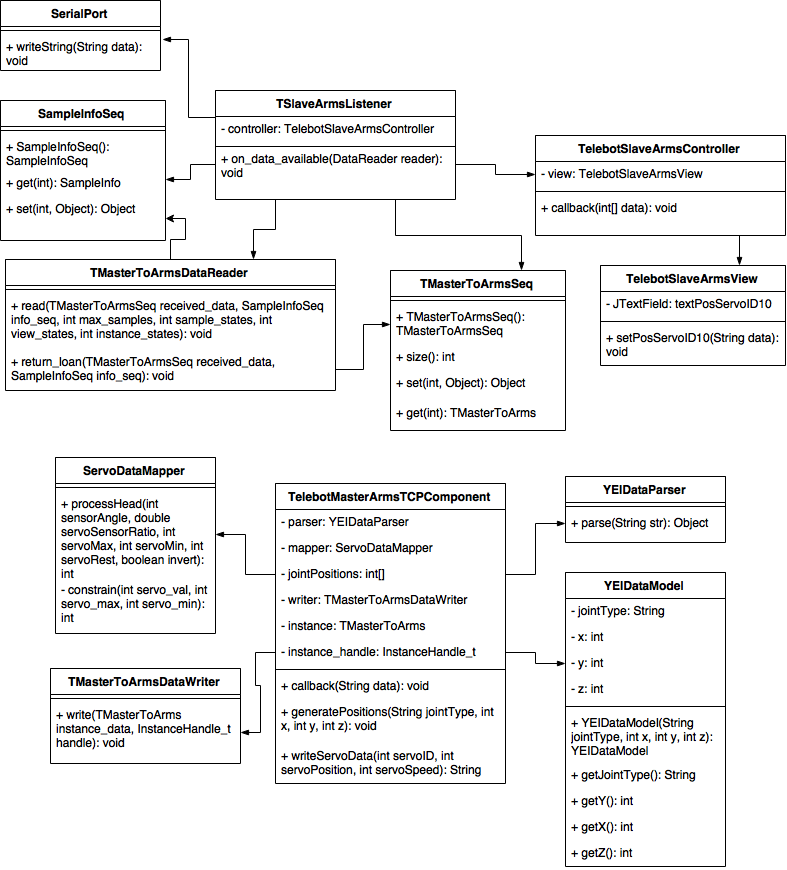 SerialPort
+ writeString(String data):
void
SampleInfoSeq
+ SampleInfoSeq():
SampleInfoSeq
+ get(int): SampleInfo
+ set(int, Object): Object
TSlaveArmsListener
- controller: TelebotSlaveArmsController
+ on_data_available(DataReader reader):
void
TelebotSlaveArmsController
- view: TelebotSlaveArmsView
+ callback(int[] data): void
TMasterToArmsDataReader
+ read(TMasterToArmsSeq received_data, SampleInfoSeq
info_seq, int max_samples, int sample_states, int
view_states, int instance_states): void
+ return_loan(TMasterToArmsSeq received_data,
SampleInfoSeq info_seq): void
TMasterToArmsSeq
+ TMasterToArmsSeq():
TMasterToArmsSeq
+ size(): int
+ set(int, Object): Object
+ get(int): TMasterToArms
TelebotSlaveArmsView
- JTextField: textPosServoID10
+ setPosServoID10(String data):
void
ServoDataMapper
+ processHead(int
sensorAngle, double
servoSensorRatio, int
servoMax, int servoMin, int
servoRest, boolean invert):
int
- constrain(int servo_val, int
servo_max, int servo_min):
int
TelebotMasterArmsTCPComponent
- parser: YEIDataParser
- mapper: ServoDataMapper
- jointPositions: int[]
- writer: TMasterToArmsDataWriter
- instance: TMasterToArms
- instance_handle: InstanceHandle_t
+ callback(String data): void
+ generatePositions(String jointType, int
x, int y, int z): void
+ writeServoData(int servoID, int
servoPosition, int servoSpeed): String
YEIDataParser
+ parse(String str): Object
YEIDataModel
- jointType: String
- x: int
- y: int
- z: int
+ YEIDataModel(String
jointType, int x, int y, int z):
YEIDataModel
+ getJointType(): String
+ getY(): int
+ getX(): int
+ getZ(): int
TMasterToArmsDataWriter
+ write(TMasterToArms
instance_data, InstanceHandle_t
handle): void